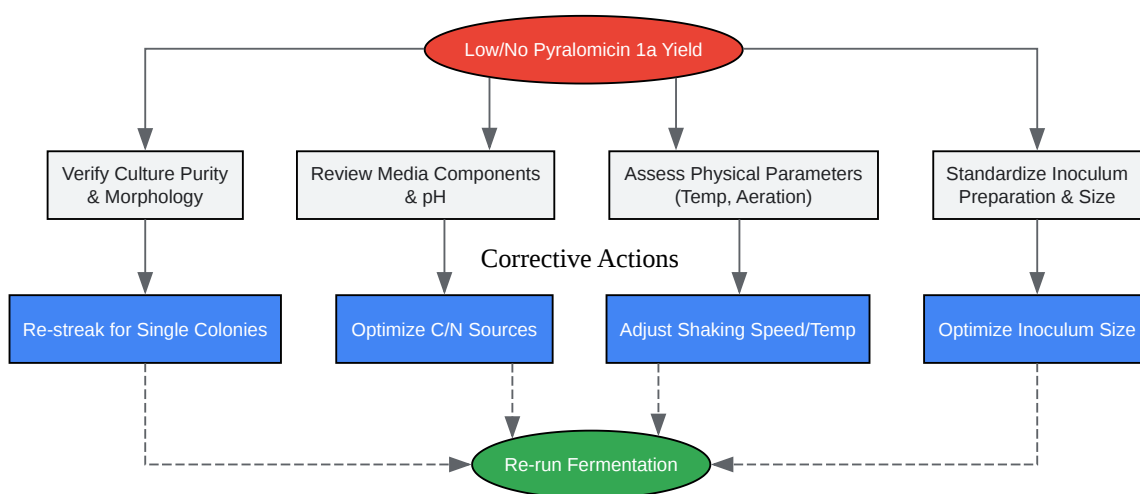 Low/No Pyralomicin 1a Yield
Verify Culture Purity
& Morphology
Review Media Components
& pH
Assess Physical Parameters
(Temp, Aeration)
Standardize Inoculum
Preparation & Size
Corrective Actions
Re-streak for Single Colonies
Optimize C/N Sources
Adjust Shaking Speed/Temp
Optimize Inoculum Size
Re-run Fermentation